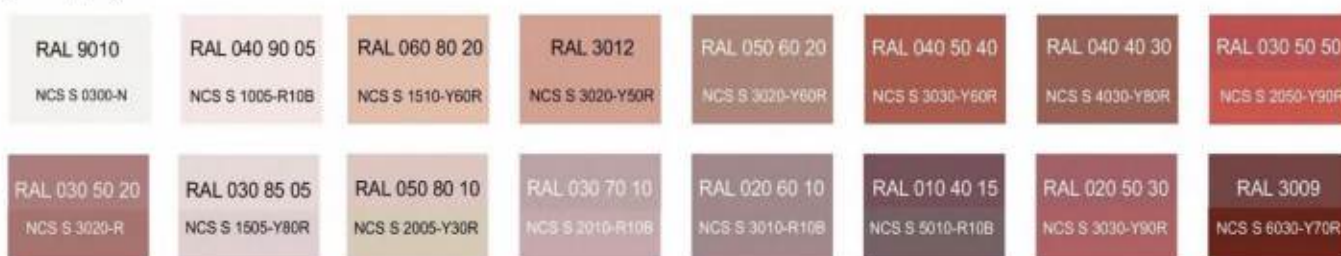 RAL 9010
NCS S 0300-N
RAL 040 90 05
NCS S 1005-R10B
RAL 060 80 20
NCS S 1510-Y60R
RAL 3012
NCS S 3020-Y50R
RAL 050 60 20
NCS S 3020-Y60R
RAL 040 50 40
NCS S 3030-Y60R
RAL 040 40 30
NCS S 4030-Y80R
RAL 030 50 50
NCS S 2050-Y90R
RAL 030 50 20
NCS S 3020-R
RAL 030 85 05
NCS S 1505-Y80R
RAL 050 80 10
NCS S 2005-Y30R
RAL 030 70 10
NCS S 2010-R10B
RAL 020 60 10
NCS S 3010-R10B
RAL 010 40 15
NCS S 5010-R10B
RAL 020 50 30
NCS S 3030-Y90R
RAL 3009
NCS S 6030-Y70R